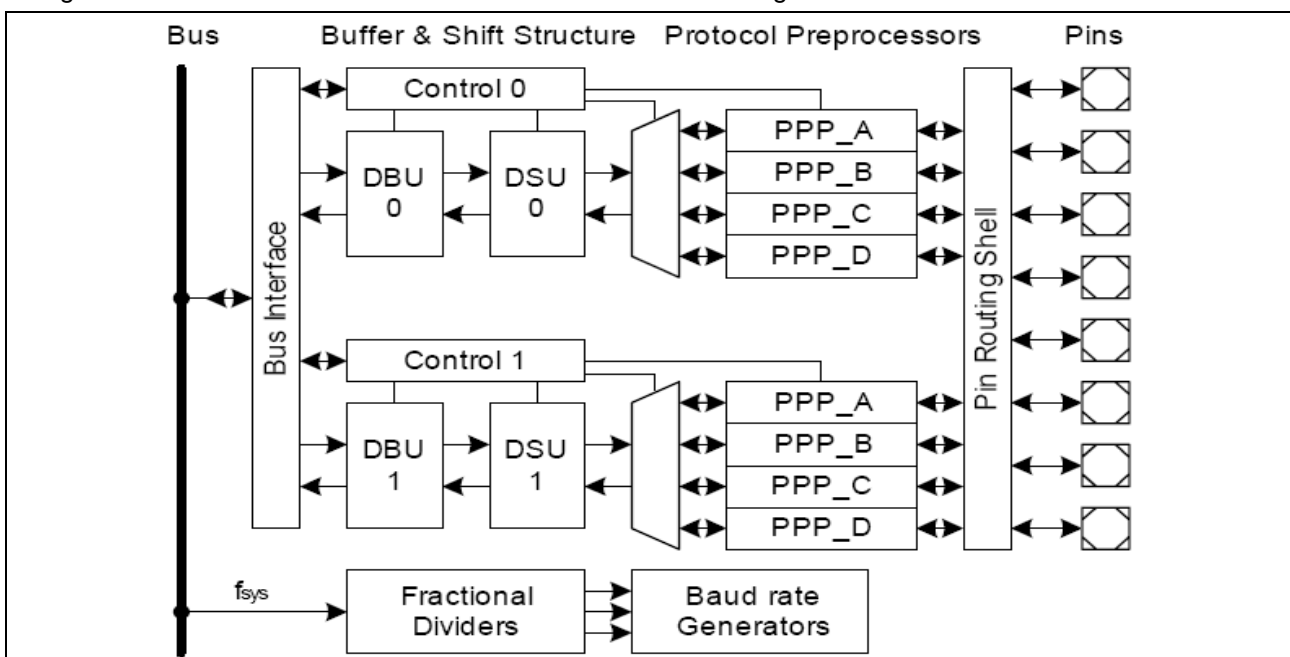 Bus Buffer & Shift Structure Protocol Preprocessors Pins
Bus Interface
Control 0
DBU 0
DSU 0
PPP_A
PPP_B
PPP_C
PPP_D
Control 1
DBU 1
DSU 1
PPP_A
PPP_B
PPP_C
PPP_D
Pin Routing Shell
fsys
Fractional
Dividers
Baud rate
Generators